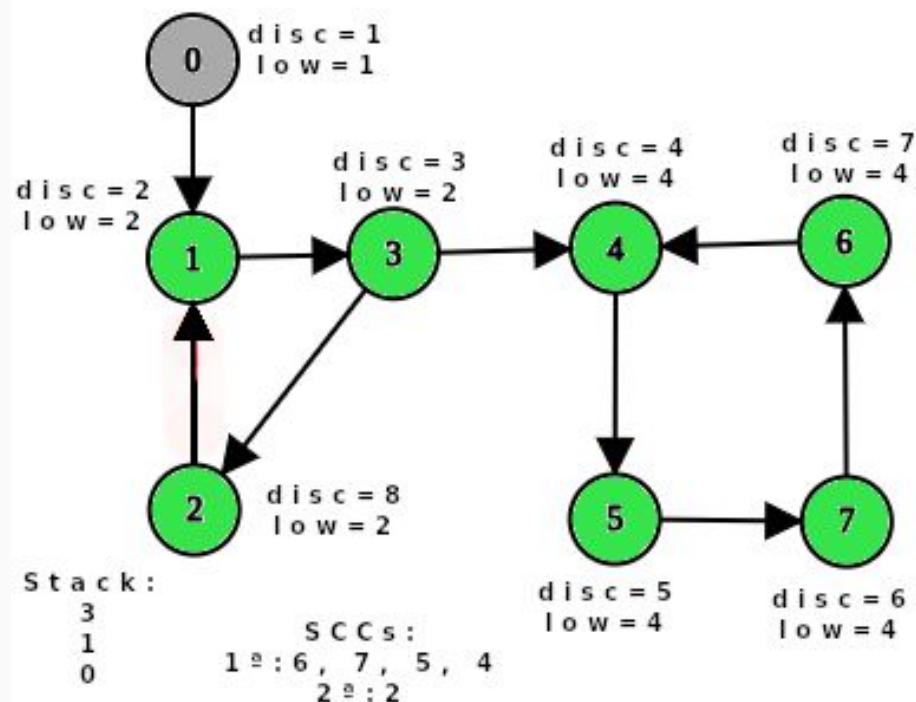 0
disc=1
low=1
disc=2
low=2
1
disc=3
low=2
3
disc=4
low=4
4
disc=7
low=4
6
2
disc=8
low=2
5
disc=5
low=4
7
disc=6
low=4
Stack:
3
1
0
SCCs:
1ª:6, 7, 5, 4
2ª:2